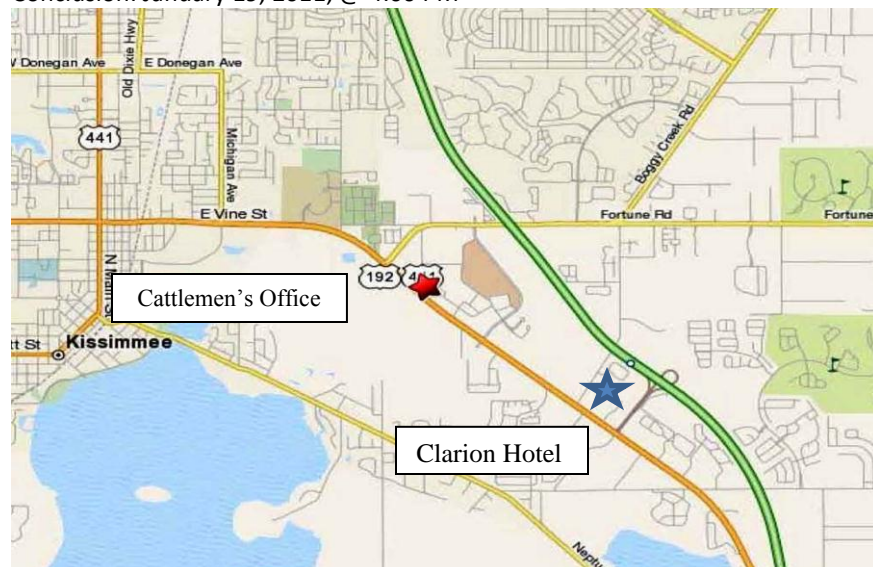 W Donegan Ave
E Donegan Ave
Old Dixie Hwy
441
Michigan Ave
Boggy Creek Rd
E Vine St
Fortune Rd
Fortune
N Main St
192
Cattlemen's Office
tt St
Kissimmee
Clarion Hotel